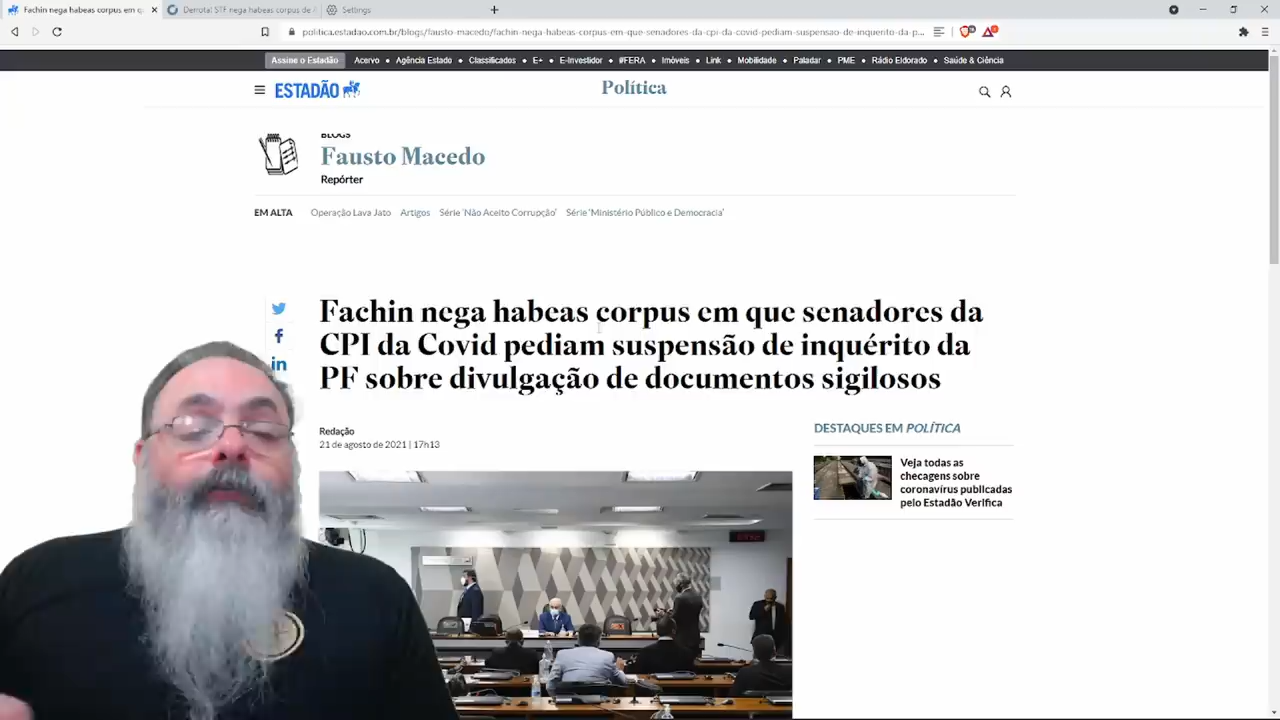 Fachin nega habeas corpus em q
Derrota! STF nega habeas corpus de
Settings
politica.estadao.com.br/blogs/fausto-macedo/fachin-nega-habeas-corpus-em-que-senadores-da-cpi-da-covid-pediam-suspensao-de-inquerito-da-p...
Assine o Estadão Acervo • Agência Estado • Classificados • E+ • E-Investidor • #FERA • Imóveis • Link • Mobilidade • Paladar • PME • Rádio Eldorado • Saúde & Ciência
ESTADÃO
Política
BLOGS
Fausto Macedo
Repórter
EM ALTA Operação Lava Jato Artigos Série 'Não Aceito Corrupção' Série 'Ministério Público e Democracia'
Fachin nega habeas corpus em que senadores da
CPI da Covid pediam suspensão de inquérito da
PF sobre divulgação de documentos sigilosos
Redação
21 de agosto de 2021 | 17h13
DESTAQUES EM POLÍTICA
Veja todas as
checagens sobre
coronavírus publicadas
pelo Estadão Verifica